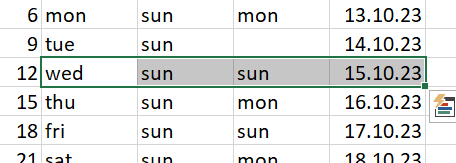 6 mon sun mon 13.10.23
9 tue sun 14.10.23
12 wed sun sun 15.10.23
15 thu sun mon 16.10.23
18 fri sun sun 17.10.23
21 sat sun mon 18.10.23